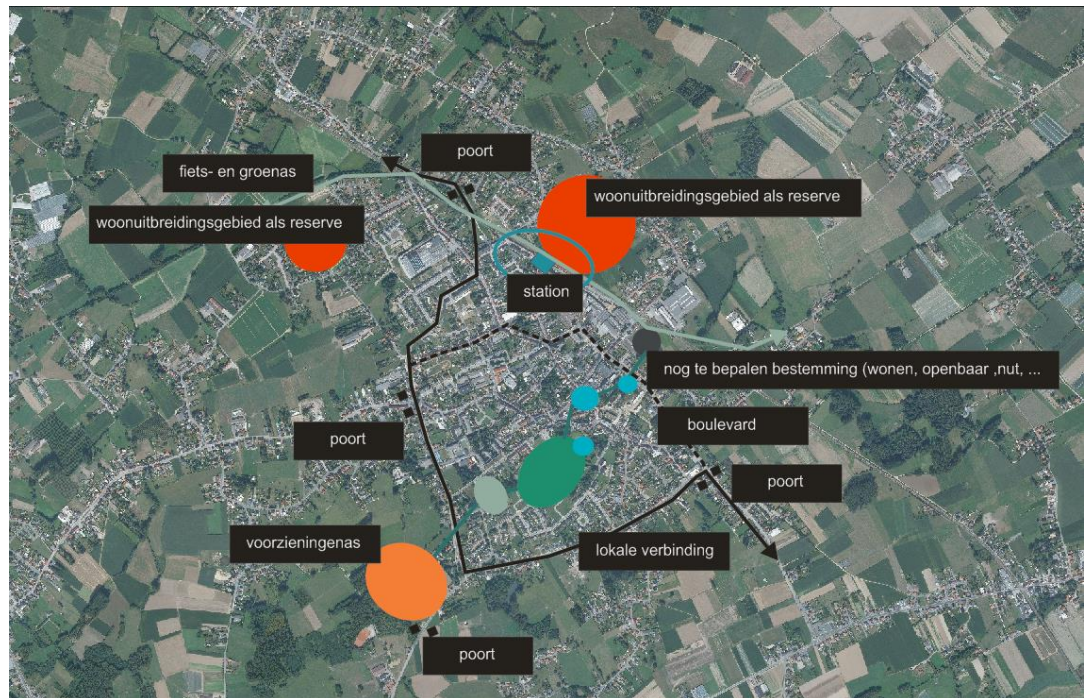 poort
fiets- en groenas
woonuitbreidingsgebied als reserve
woonuitbreidingsgebied als reserve
station
nog te bepalen bestemming (wonen, openbaar ,nut, ...
boulevard
poort
poort
voorzieningenas
lokale verbinding
poort